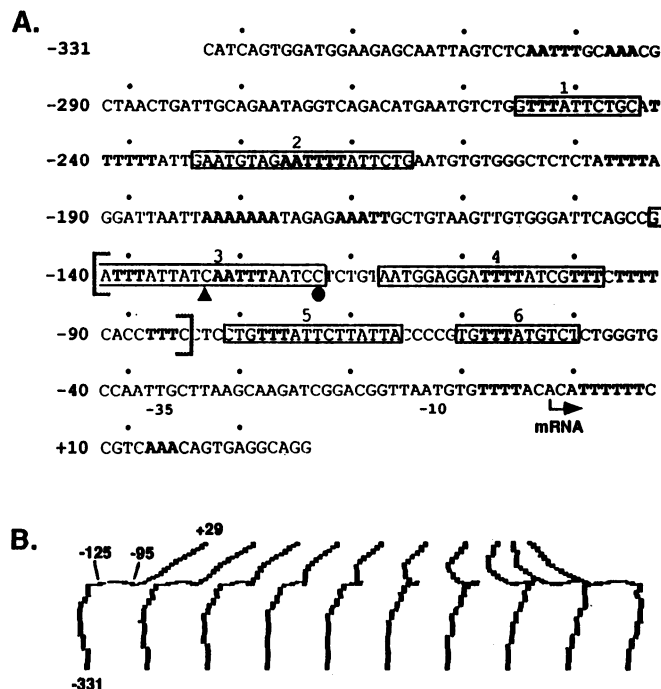 A.
-331 CATCAGTGGATGGAAGAGCAATTAGTCTCAATTTGCAAACG
1
-290 CTAACTGATTGCAGAATAGGTCAGACATGAATGTCTGGTTTATTCTGCAT
2
-240 TTTTTATTGAATGTAGAATTTTATTCTGAATGTGTGGGCTCTCTATTTTA
-190 GGATTAATTAAAAAAATAGAGAAATTGCTGTAAGTTGTGGGATTCAGCCG
3 4
-140 ATTTATTATCAATTTAATCCTCTGTAATGGAGGATTTTATCGTTTCTTTT
5 6
-90 CACCTTTCCTCCTGTTTATTCTTATTACCCCGTGTTTATGTCTCTGGGTG
-40 CCAATTGCTTAAGCAAGATCGGACGGTTAATGTGTTTTACACATTTTTTC
-35 -10 mRNA
+10 CGTCAAACAGTGAGGCAGG
B.
-125 -95 +29
-331